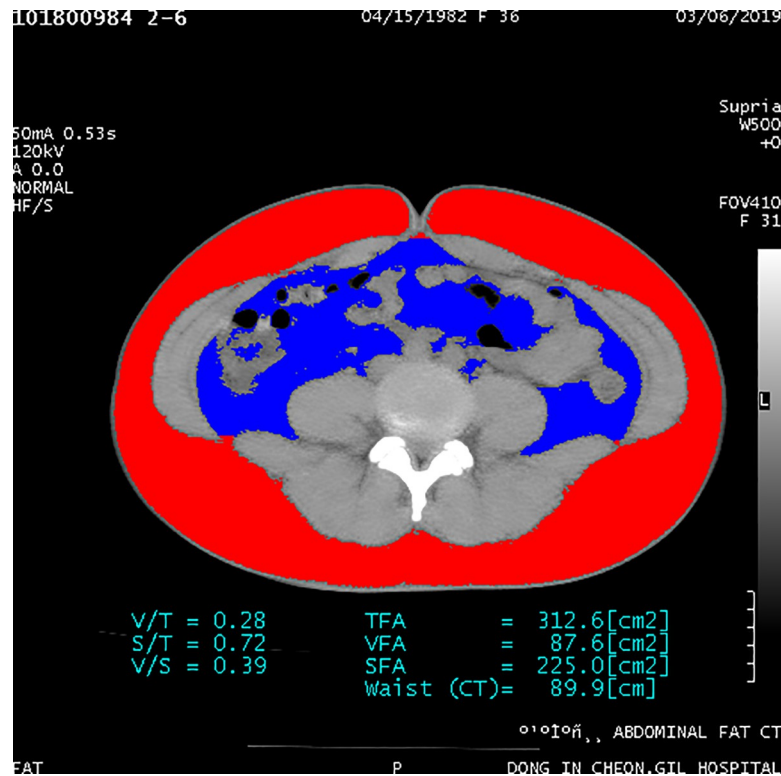 101800984 2-6 04/15/1982 F 36 03/06/2019
Supria
W500
+0
50mA 0.53s
120kV
A 0.0
NORMAL
HF/S
FOV410
F 31
L
V/T = 0.28 TFA = 312.6[cm2]
S/T = 0.72 VFA = 87.6[cm2]
V/S = 0.39 SFA = 225.0[cm2]
Waist (CT)= 89.9[cm]
ABDOMINAL FAT CT
FAT P DONG IN CHEON.GIL HOSPITAL